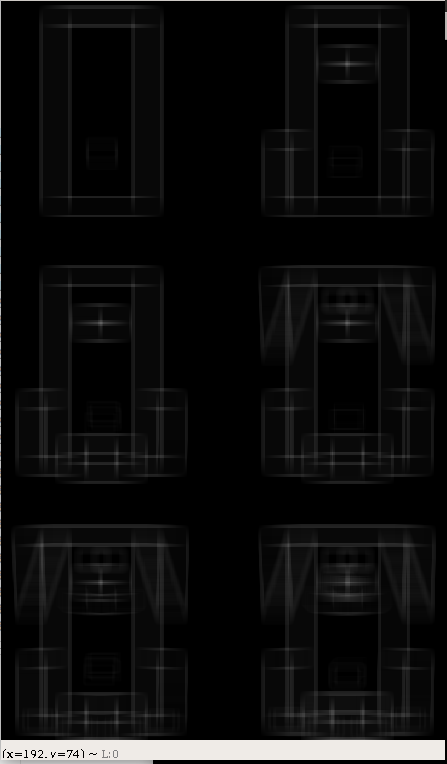 (x=192, y=74) ~ L:0